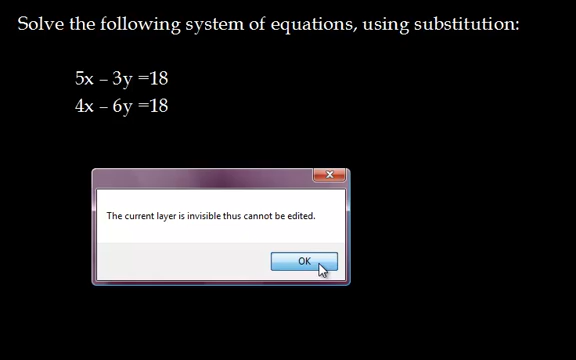 Solve the following system of equations, using substitution:
5x – 3y =18
4x – 6y =18
The current layer is invisible thus cannot be edited.
OK